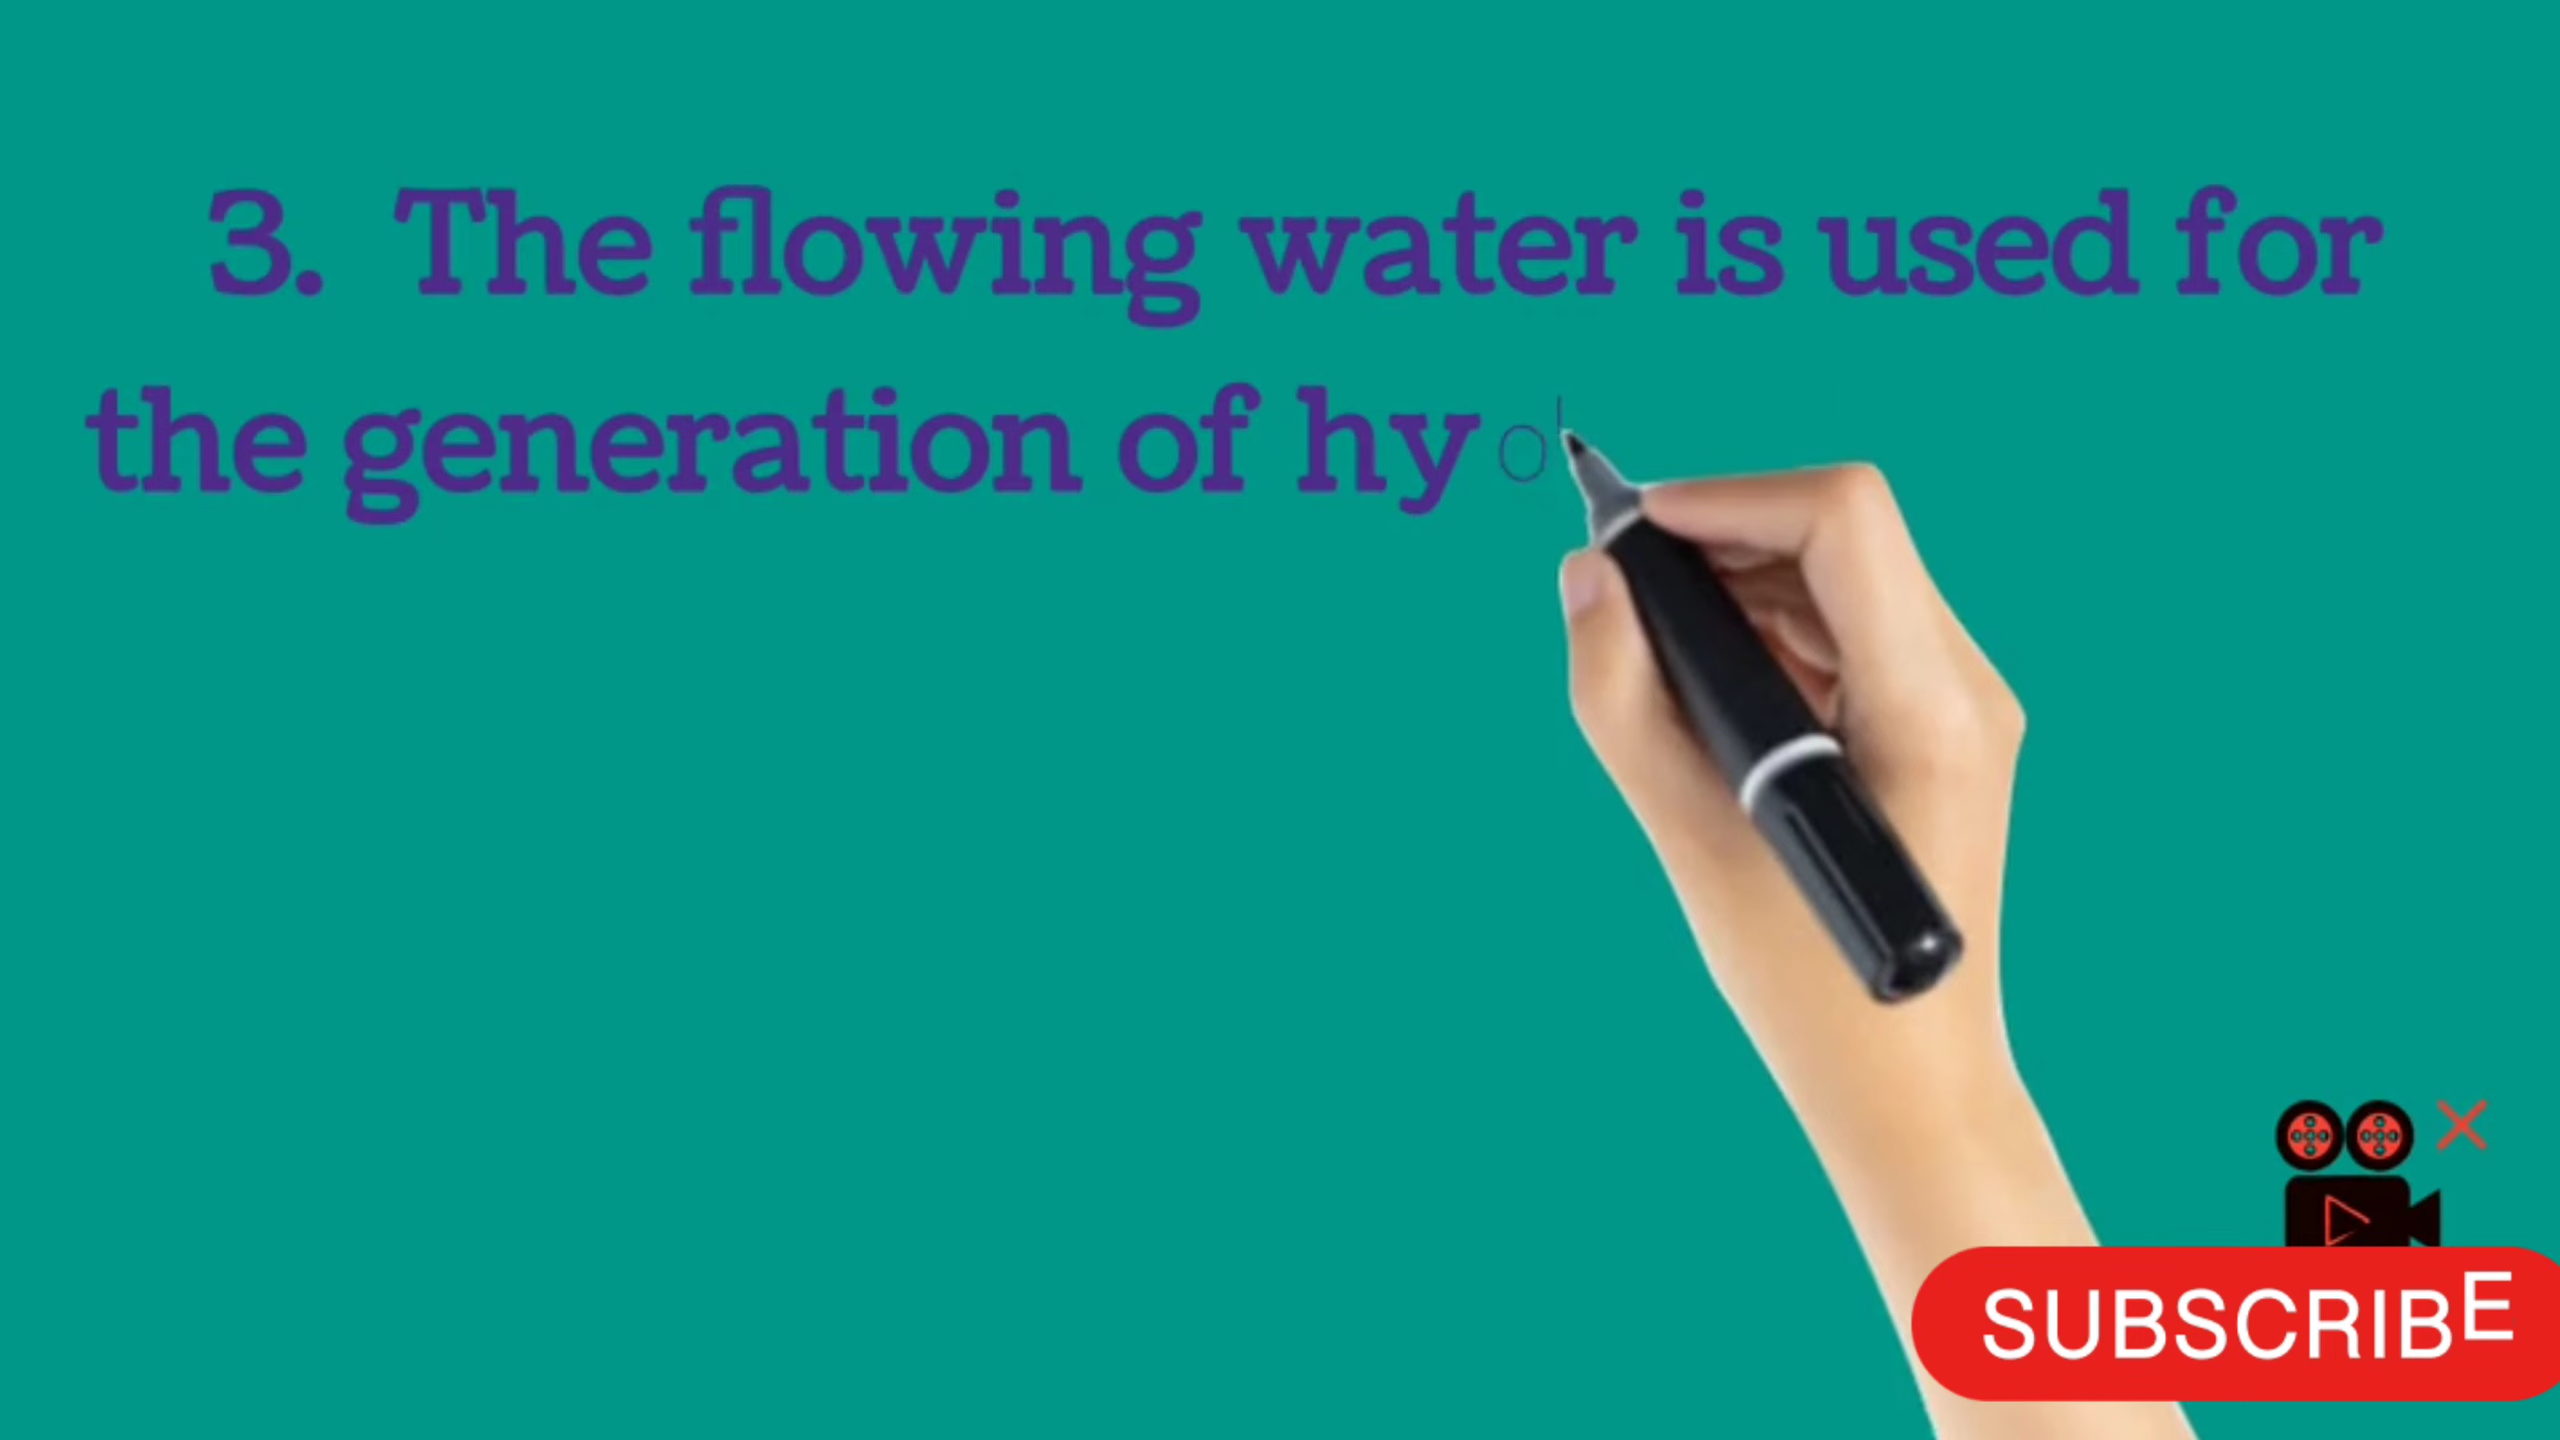 3. The flowing water is used for
the generation of hy
SUBSCRIBE